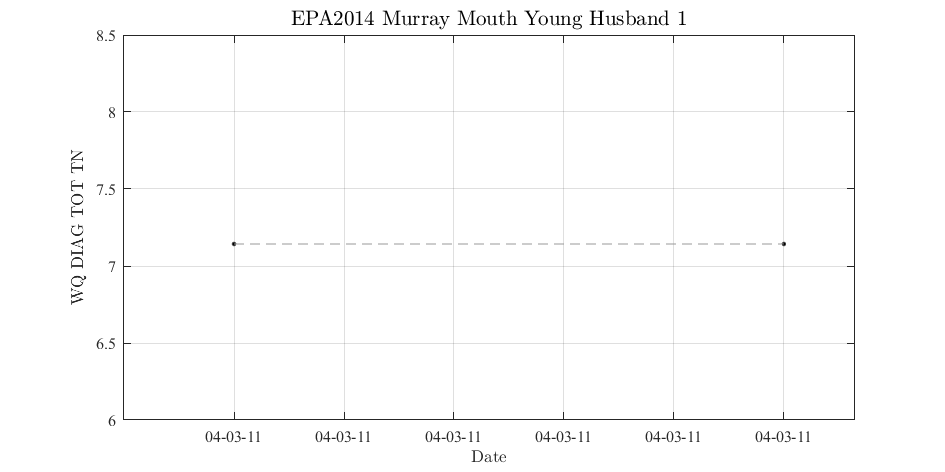 EPA2014 Murray Mouth Young Husband 1
8.5
8
7.5
7
6.5
6
WQ DIAG TOT TN
04-03-11 04-03-11 04-03-11 04-03-11 04-03-11 04-03-11
Date